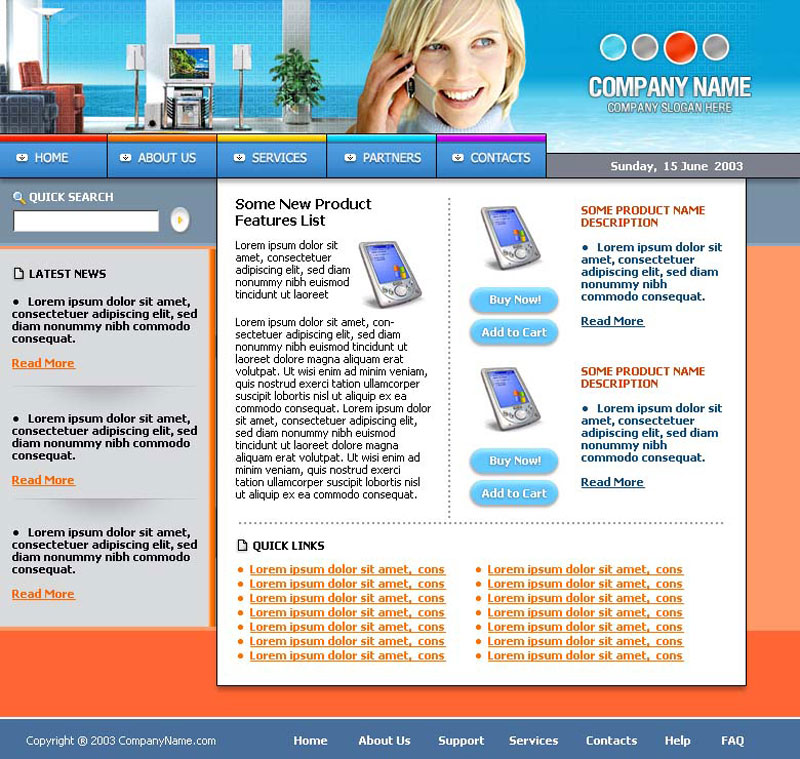 COMPANY NAME
COMPANY SLOGAN HERE
HOME
ABOUT US
SERVICES
PARTNERS
CONTACTS
Sunday, 15 June 2003
QUICK SEARCH
LATEST NEWS
• Lorem ipsum dolor sit amet,
consectetuer adipiscing elit, sed
diam nonummy nibh commodo
consequat.
Read More
• Lorem ipsum dolor sit amet,
consectetuer adipiscing elit, sed
diam nonummy nibh commodo
consequat.
Read More
• Lorem ipsum dolor sit amet,
consectetuer adipiscing elit, sed
diam nonummy nibh commodo
consequat.
Read More
Some New Product
Features List
Lorem ipsum dolor sit
amet, consectetuer
adipiscing elit, sed diam
nonummy nibh euismod
tincidunt ut laoreet
Lorem ipsum dolor sit amet, con-
sectetuer adipiscing elit, sed diam
nonummy nibh euismod tincidunt ut
laoreet dolore magna aliquam erat
volutpat. Ut wisi enim ad minim veniam,
quis nostrud exerci tation ullamcorper
suscipit lobortis nisl ut aliquip ex ea
commodo consequat. Lorem ipsum dolor
sit amet, consectetuer adipiscing elit, sed
diam nonummy nibh euismod
tincidunt ut laoreet dolore magna
aliquam erat volutpat. Ut wisi enim ad
minim veniam, quis nostrud exerci
tation ullamcorper suscipit lobortis nisl
ut aliquip ex ea commodo consequat.
Buy Now!
Add to Cart
SOME PRODUCT NAME
DESCRIPTION
• Lorem ipsum dolor sit
amet, consectetuer
adipiscing elit, sed diam
nonummy nibh
commodo consequat.
Read More
Buy Now!
Add to Cart
SOME PRODUCT NAME
DESCRIPTION
• Lorem ipsum dolor sit
amet, consectetuer
adipiscing elit, sed diam
nonummy nibh
commodo consequat.
Read More
QUICK LINKS
• Lorem ipsum dolor sit amet, cons
• Lorem ipsum dolor sit amet, cons
• Lorem ipsum dolor sit amet, cons
• Lorem ipsum dolor sit amet, cons
• Lorem ipsum dolor sit amet, cons
• Lorem ipsum dolor sit amet, cons
• Lorem ipsum dolor sit amet, cons
• Lorem ipsum dolor sit amet, cons
• Lorem ipsum dolor sit amet, cons
• Lorem ipsum dolor sit amet, cons
• Lorem ipsum dolor sit amet, cons
• Lorem ipsum dolor sit amet, cons
• Lorem ipsum dolor sit amet, cons
• Lorem ipsum dolor sit amet, cons
Copyright ® 2003 CompanyName.com
Home
About Us
Support
Services
Contacts
Help
FAQ